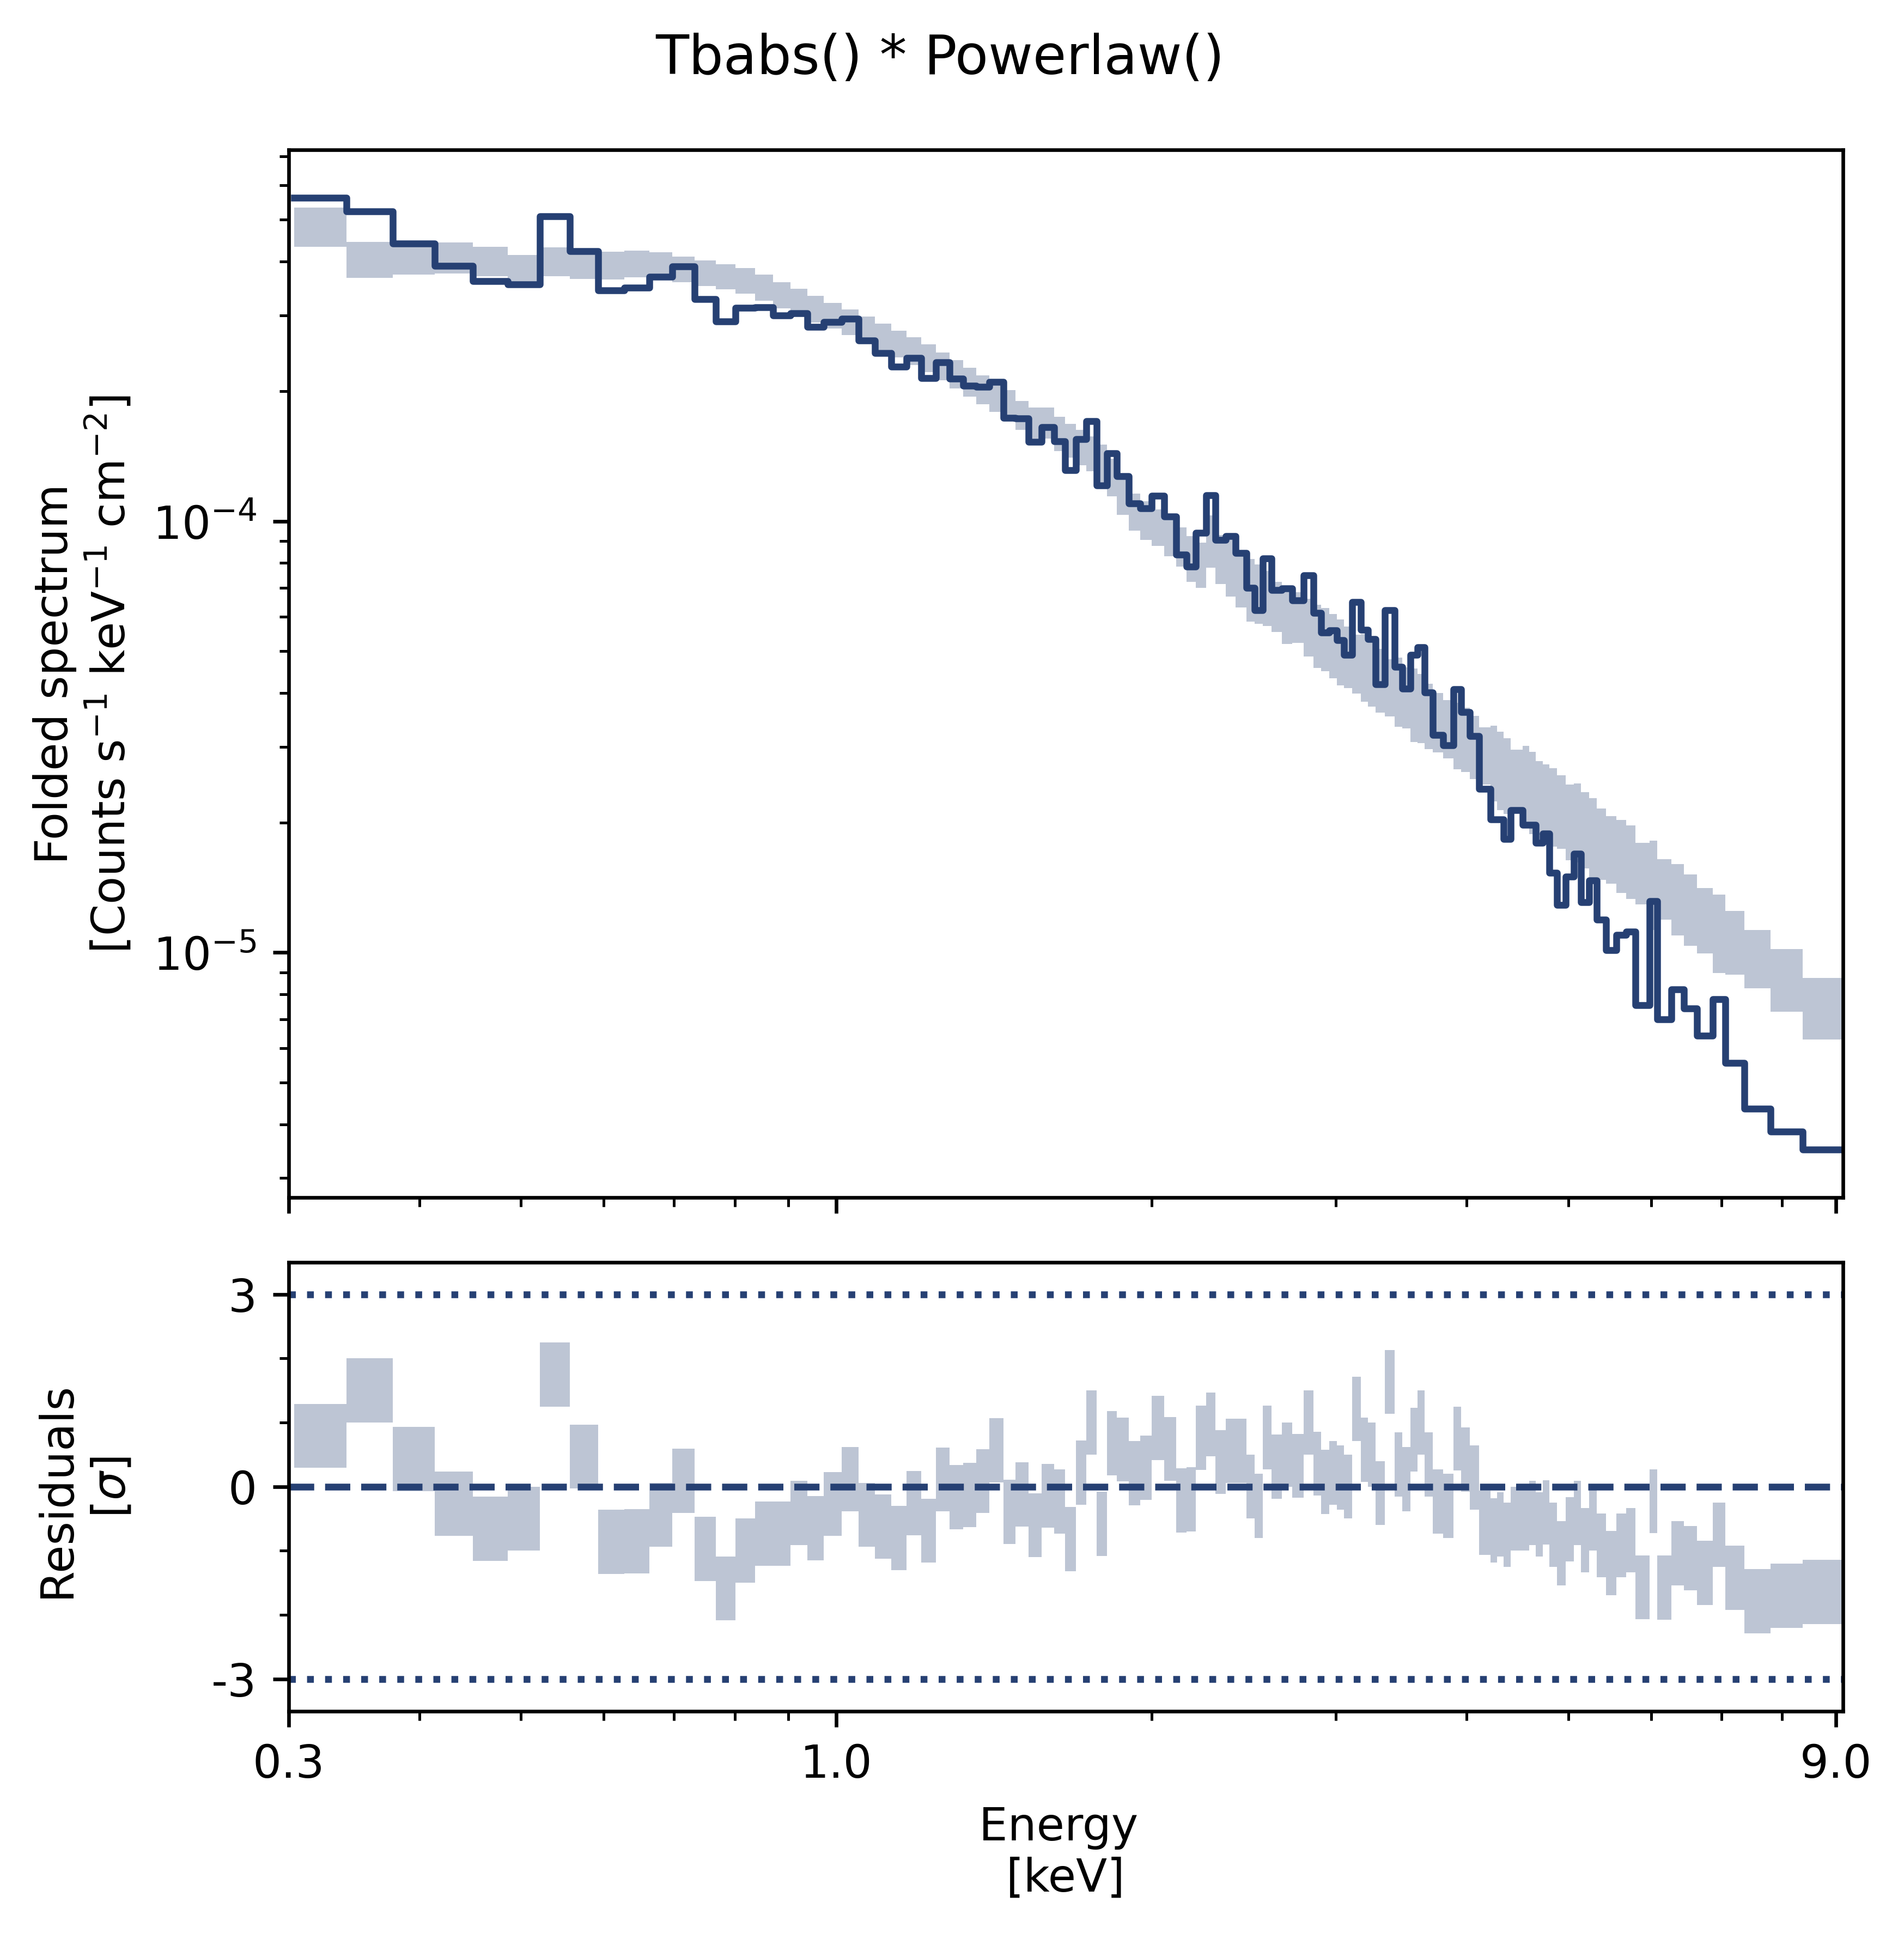 Tbabs() * Powerlaw()
Folded spectrum
[Counts s⁻¹ keV⁻¹ cm⁻²]
10⁻⁴
10⁻⁵
Residuals
[σ]
3
0
-3
0.3
1.0
9.0
Energy
[keV]